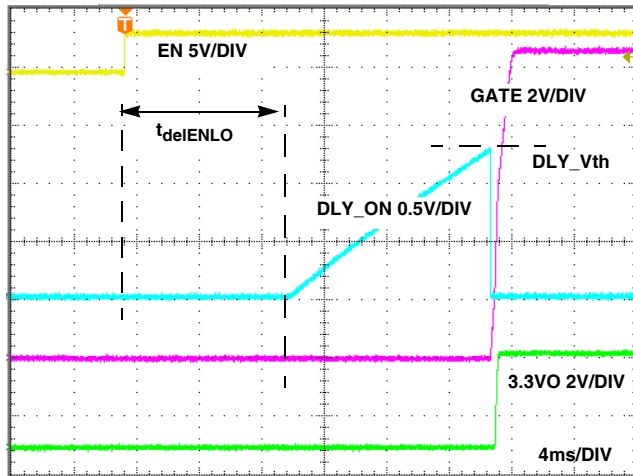 T
EN 5V/DIV
GATE 2V/DIV
tdelENLO
DLY_Vth
DLY_ON 0.5V/DIV
3.3VO 2V/DIV
4ms/DIV